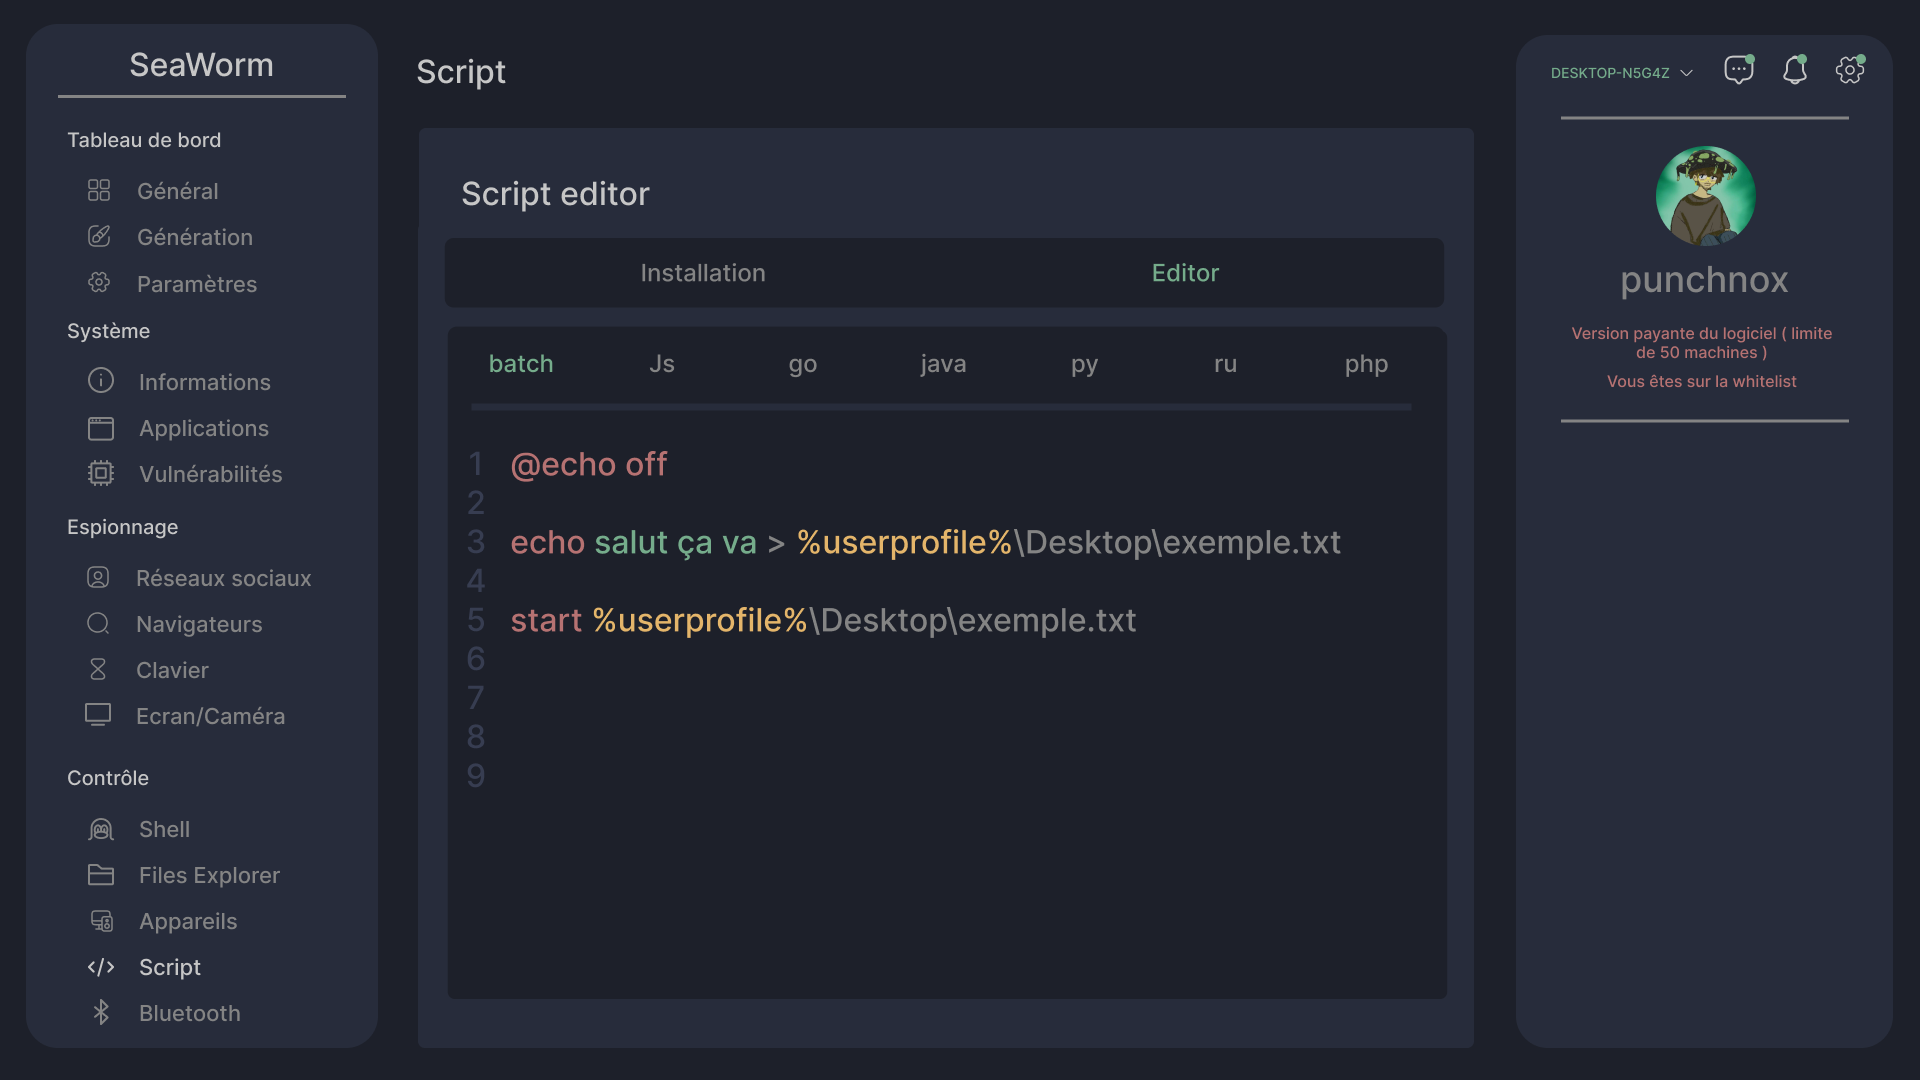 SeaWorm
Tableau de bord
Général
Génération
Paramètres
Système
Informations
Applications
Vulnérabilités
Espionnage
Réseaux sociaux
Navigateurs
Clavier
Ecran/Caméra
Contrôle
Shell
Files Explorer
Appareils
Script
Bluetooth
Script
Script editor
Installation Editor
batch Js go java py ru php
1 @echo off
2
3 echo salut ça va > %userprofile%\Desktop\exemple.txt
4
5 start %userprofile%\Desktop\exemple.txt
6
7
8
9
DESKTOP-N5G4Z
punchnox
Version payante du logiciel ( limite
de 50 machines )
Vous êtes sur la whitelist